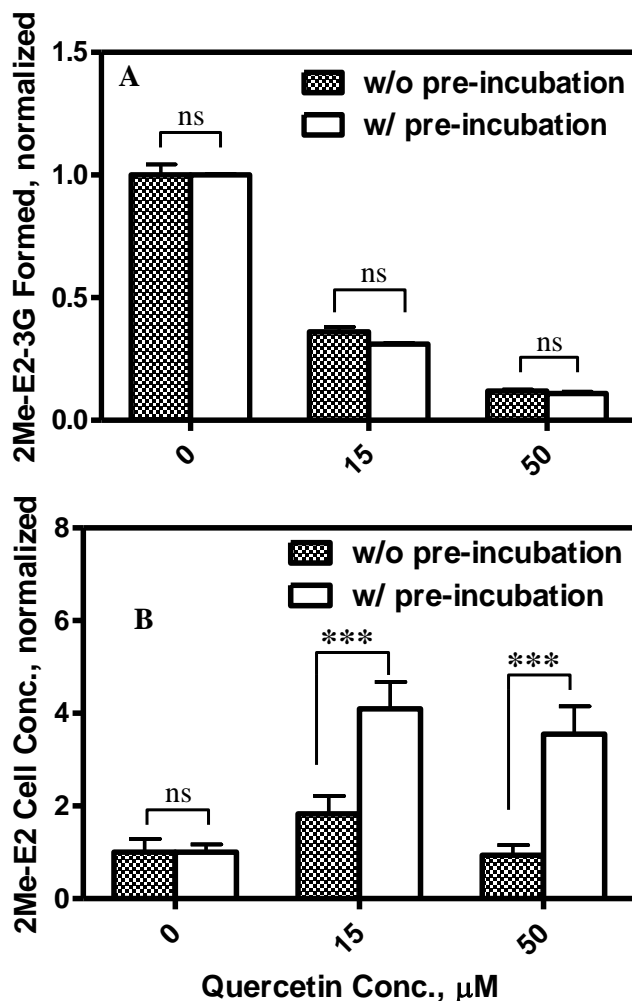 2Me-E2-3G Formed, normalized
1.5
1.0
0.5
0.0
A
w/o pre-incubation
w/ pre-incubation
ns
ns
ns
0
15
50
2Me-E2 Cell Conc., normalized
8
6
4
2
0
B
w/o pre-incubation
w/ pre-incubation
ns
***
***
0
15
50
Quercetin Conc., μM